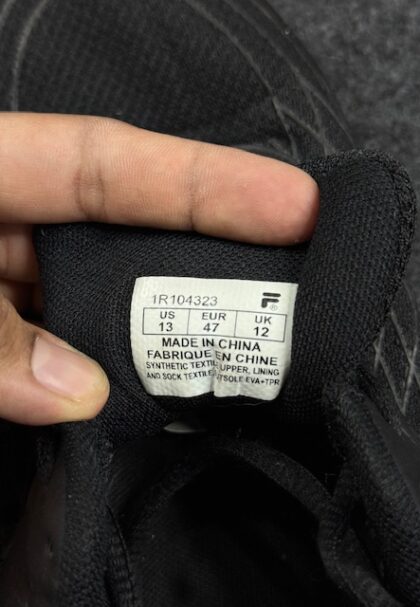 1R104323 F®
US EUR UK
13 47 12
MADE IN CHINA
FABRIQUE EN CHINE
SYNTHETIC TEXTILE UPPER, LINING
AND SOCK TEXTILE EVA+TPR